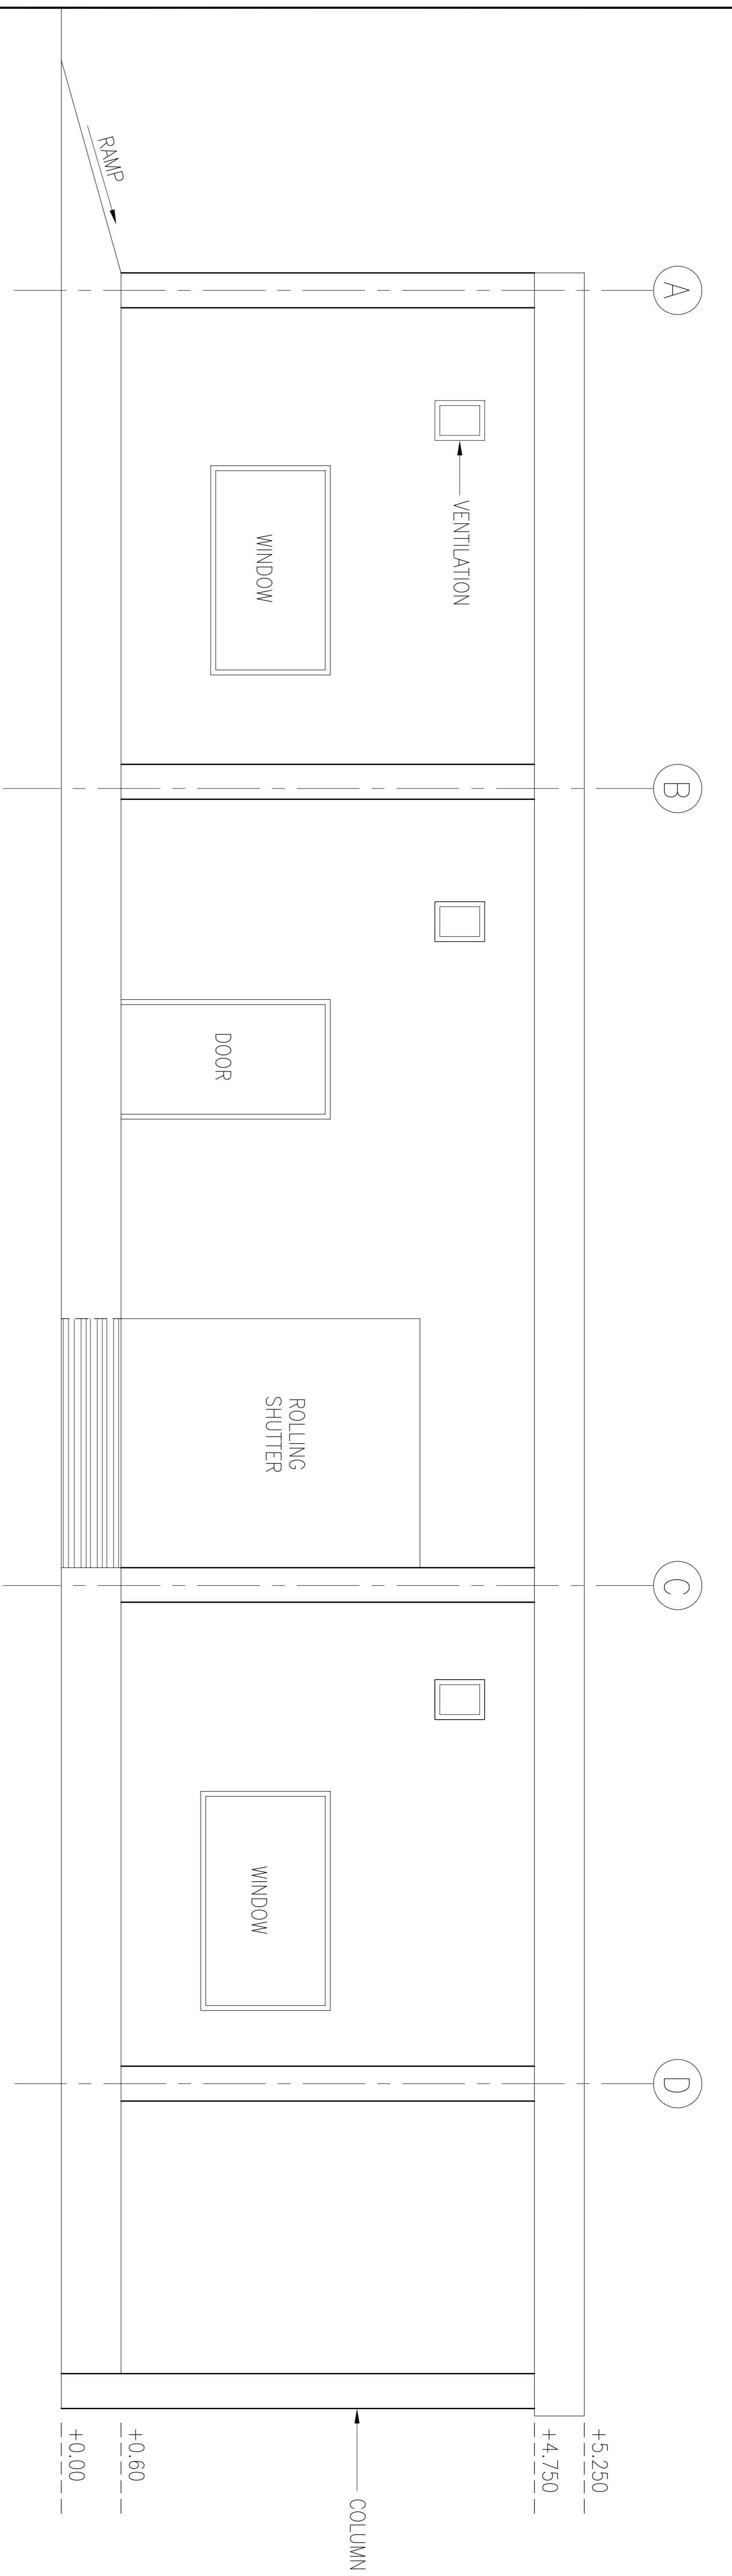 A
B
C
D
+5.250
+4.750
VENTILATION
COLUMN
ROLLING
SHUTTER
WINDOW
DOOR
WINDOW
RAMP
+0.60
+0.00